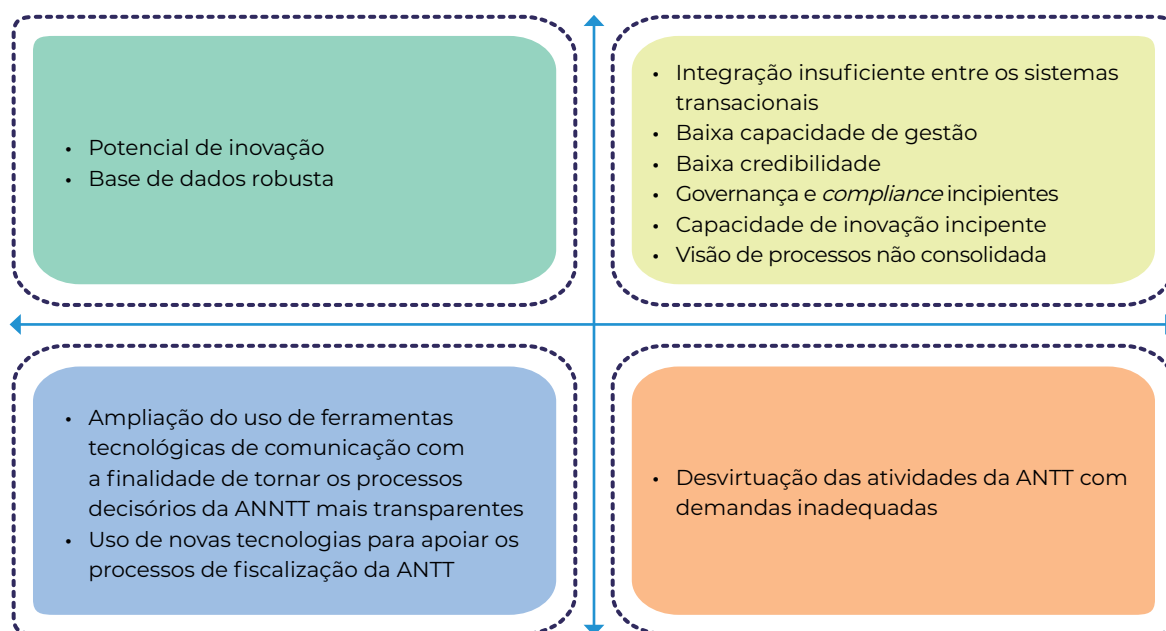 • Potencial de inovação
• Base de dados robusta
• Integração insuficiente entre os sistemas
transacionais
• Baixa capacidade de gestão
• Baixa credibilidade
• Governança e compliance incipientes
• Capacidade de inovação incipente
• Visão de processos não consolidada
• Ampliação do uso de ferramentas
tecnológicas de comunicação com
a finalidade de tornar os processos
decisórios da ANNTT mais transparentes
• Uso de novas tecnologias para apoiar os
processos de fiscalização da ANTT
• Desvirtuação das atividades da ANTT com
demandas inadequadas